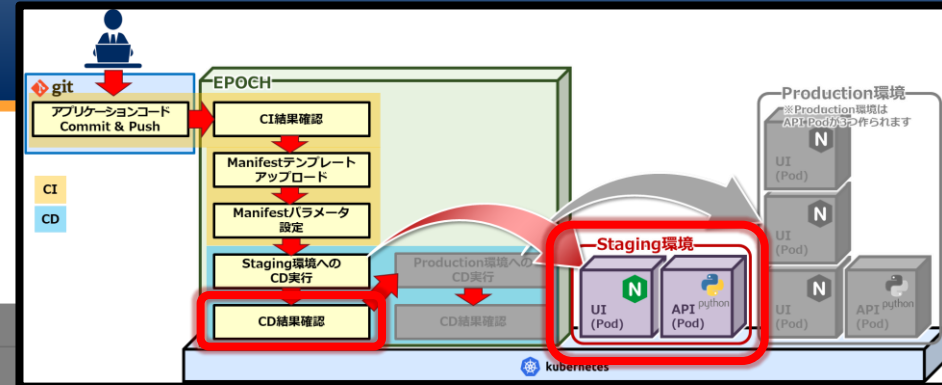 git
アプリケーションコード
Commit & Push
CI
CD
EPOCH
CI結果確認
Manifestテンプレート
アップロード
Manifestパラメータ
設定
Staging環境への
CD実行
CD結果確認
Production環境への
CD実行
CD結果確認
Staging環境
N
UI
(Pod)
python
API
(Pod)
Production環境
※Production環境は
API Podが3つ作られます
N
UI
(Pod)
N
UI
(Pod)
N
UI
(Pod)
python
API
(Pod)
kubernetes